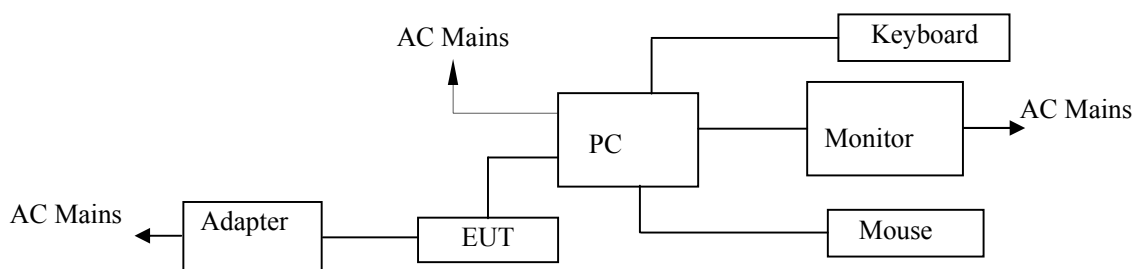 Keyboard
AC Mains
AC Mains
PC
Monitor
AC Mains
Adapter
EUT
Mouse